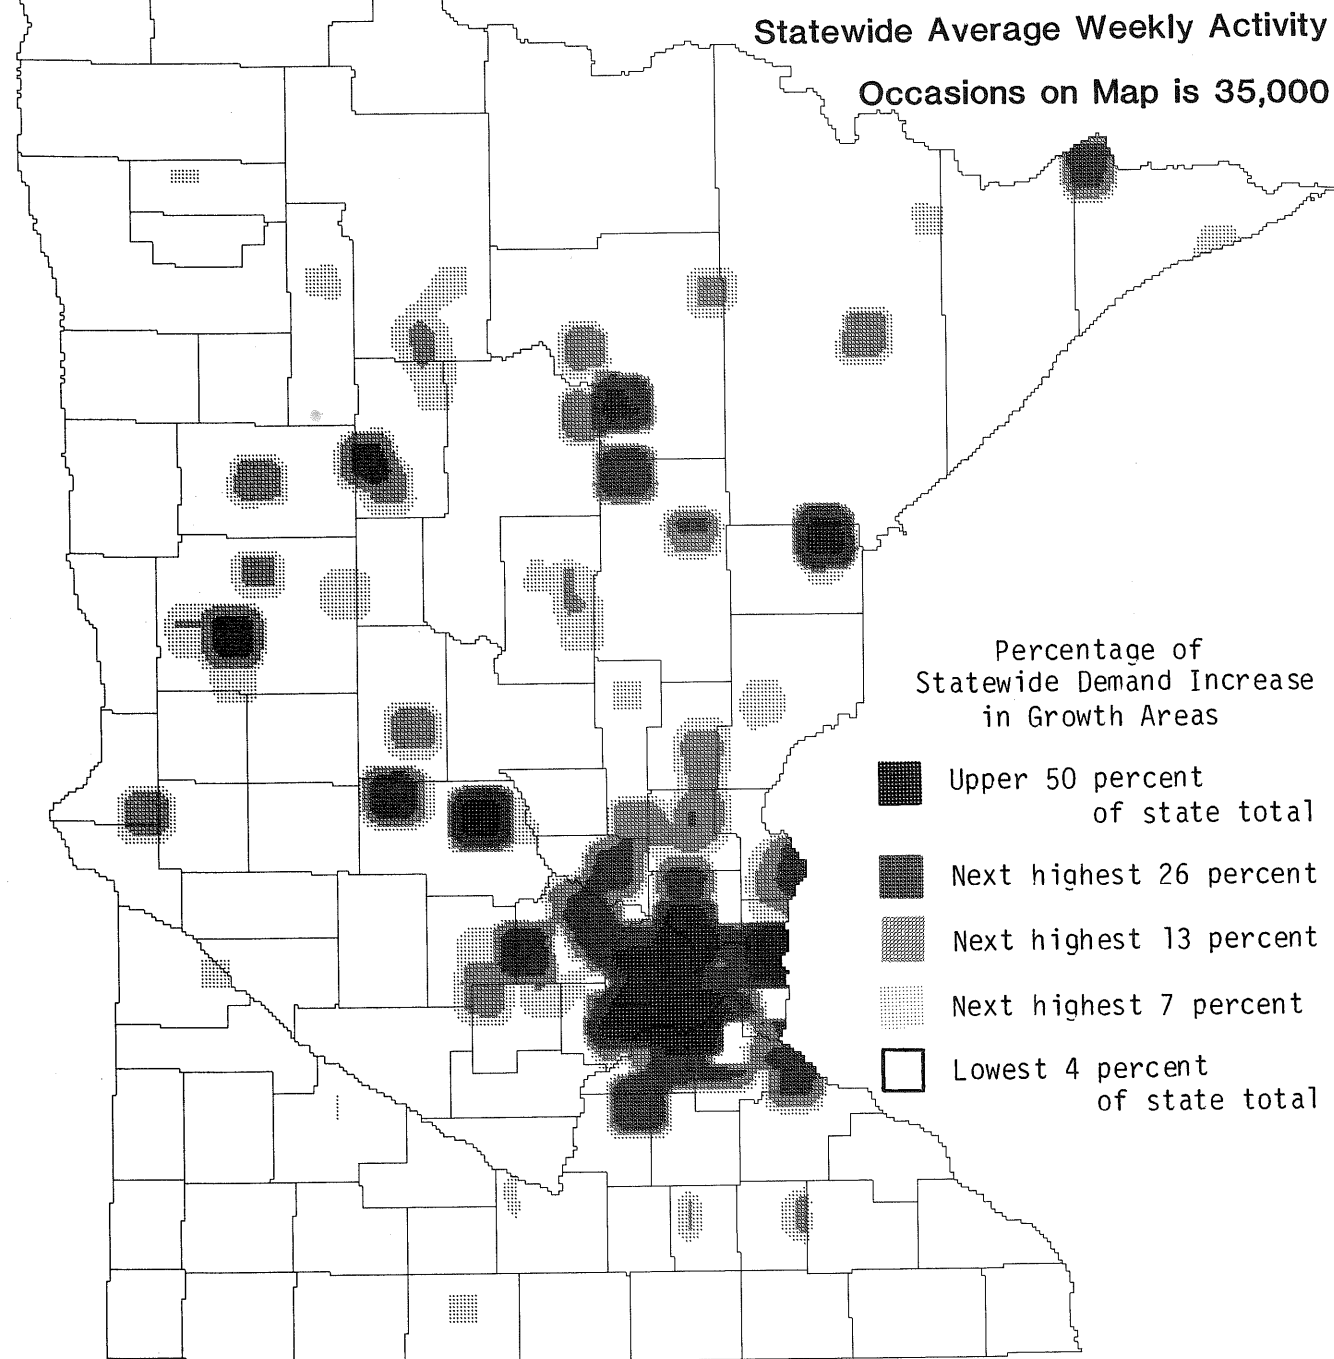 Statewide Average Weekly Activity
Occasions on Map is 35,000
Percentage of
Statewide Demand Increase
in Growth Areas
Upper 50 percent
of state total
Next highest 26 percent
Next highest 13 percent
Next highest 7 percent
Lowest 4 percent
of state total